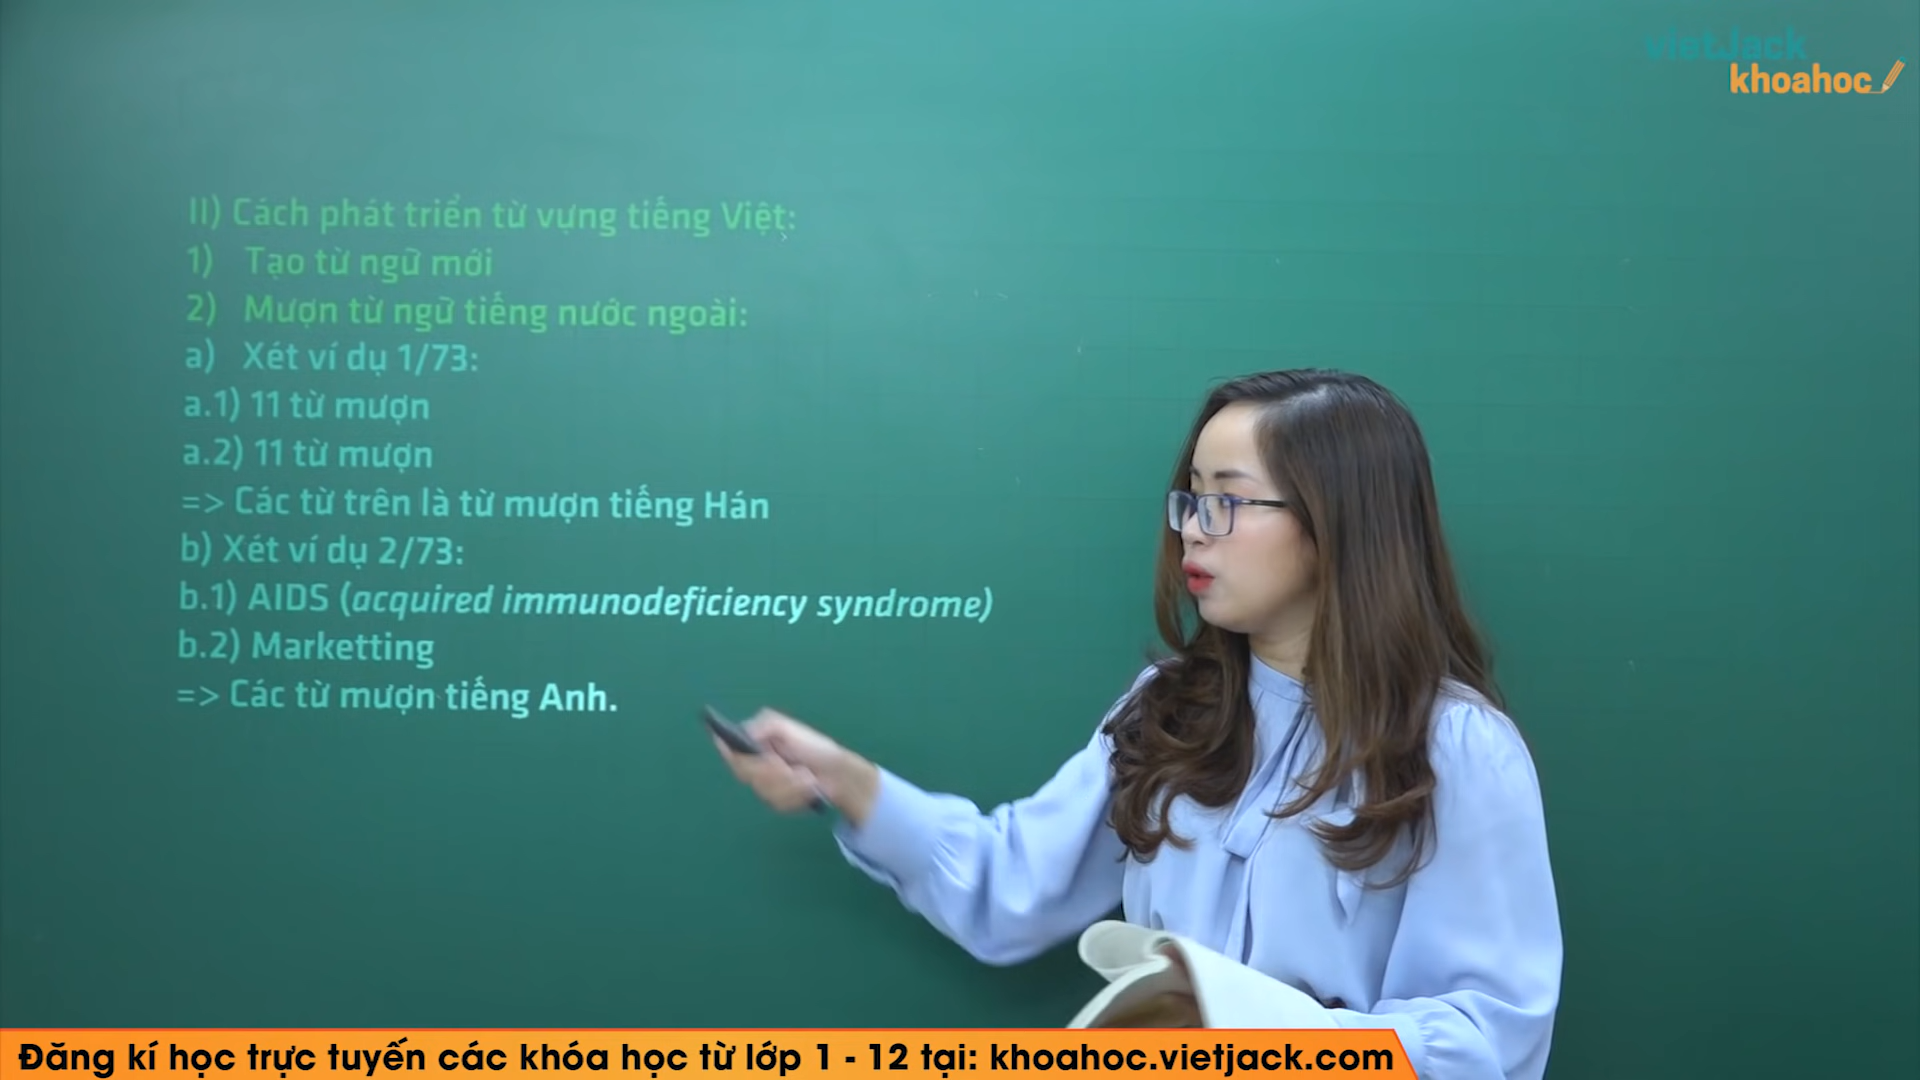 vietJack
khoahoc
II) Cách phát triển từ vựng tiếng Việt:
1) Tạo từ ngữ mới
2) Mượn từ ngữ tiếng nước ngoài:
a) Xét ví dụ 1/73:
a.1) 11 từ mượn
a.2) 11 từ mượn
=> Các từ trên là từ mượn tiếng Hán
b) Xét ví dụ 2/73:
b.1) AIDS (acquired immunodeficiency syndrome)
b.2) Marketting
=> Các từ mượn tiếng Anh.
Đăng kí học trực tuyến các khóa học từ lớp 1 - 12 tại: khoahoc.vietjack.com